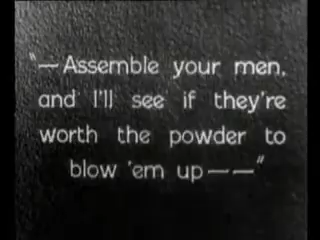 "—Assemble your men,
and I'll see if they're
worth the powder to
blow 'em up——"